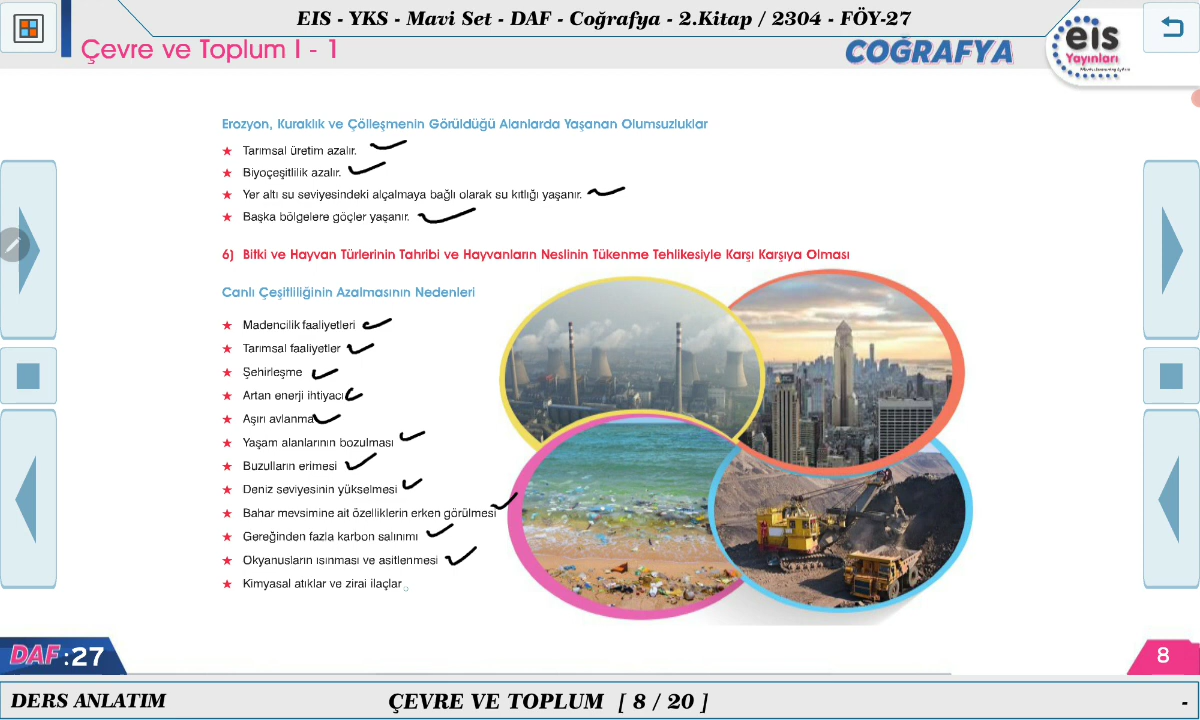 EIS - YKS - Mavi Set - DAF - Coğrafya - 2.Kitap / 2304 - FÖY-27
Çevre ve Toplum I - 1
COĞRAFYA
eis
Yayınları
Erozyon, Kuraklık ve Çölleşmenin Görüldüğü Alanlarda Yaşanan Olumsuzluklar
★ Tarımsal üretim azalır.
★ Biyoçeşitlilik azalır.
★ Yer altı su seviyesindeki alçalmaya bağlı olarak su kıtlığı yaşanır.
★ Başka bölgelere göçler yaşanır.
6) Bitki ve Hayvan Türlerinin Tahribi ve Hayvanların Neslinin Tükenme Tehlikesiyle Karşı Karşıya Olması
Canlı Çeşitliliğinin Azalmasının Nedenleri
★ Madencilik faaliyetleri
★ Tarımsal faaliyetler
★ Şehirleşme
★ Artan enerji ihtiyacı
★ Aşırı avlanma
★ Yaşam alanlarının bozulması
★ Buzulların erimesi
★ Deniz seviyesinin yükselmesi
★ Bahar mevsimine ait özelliklerin erken görülmesi
★ Gereğinden fazla karbon salınımı
★ Okyanusların ısınması ve asitlenmesi
★ Kimyasal atıklar ve zirai ilaçlar
DAF:27
8
DERS ANLATIM
ÇEVRE VE TOPLUM [ 8 / 20 ]
-